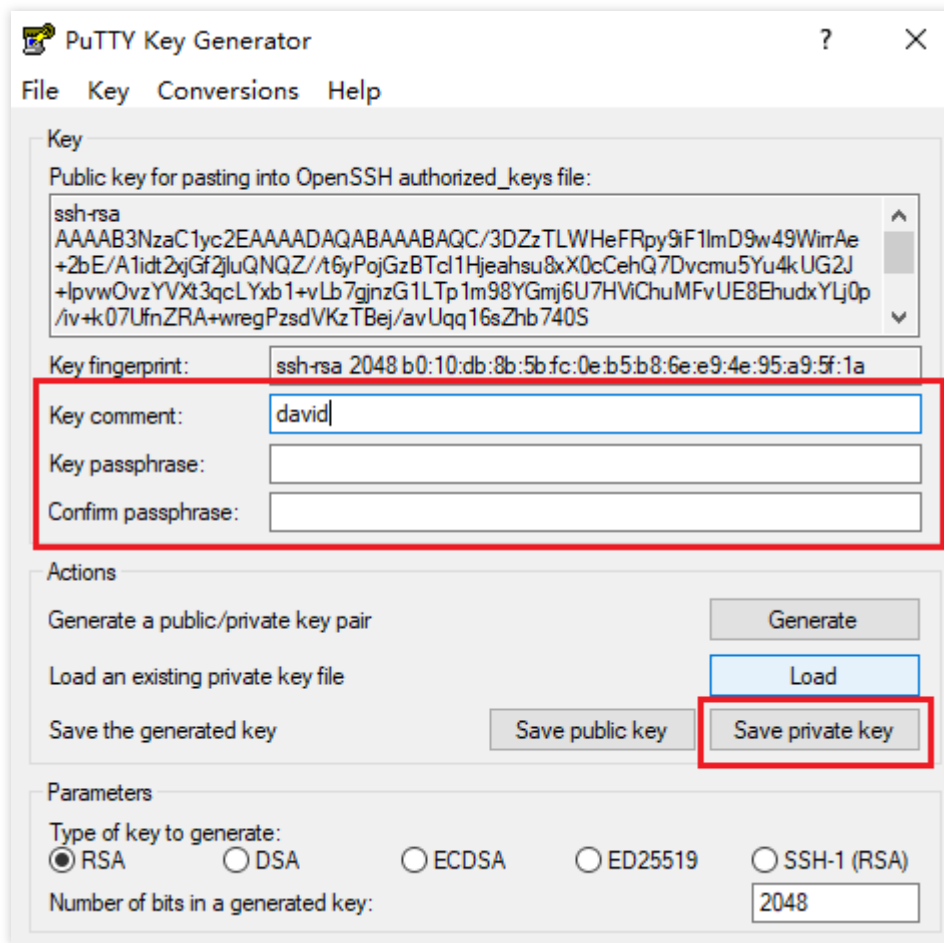 PuTTY Key Generator
?
File Key Conversions Help
Key
Public key for pasting into OpenSSH authorized_keys file:
ssh-rsa
AAAAB3NzaC1yc2EAAAADAQABAAABAQC/3DZzTLWHeFRpy9iF1lmD9w49WirrAe
+2bE/A1idt2xjGf2jluQNQZ//t6yPojGzBTcl1Hjeahsu8xX0cCehQ7Dvcmu5Yu4kUG2J
+lpvwOvzYVXt3qcLYxb1+vLb7gjnzG1LTp1m98YGmj6U7HViChuMFvUE8EhudxYLj0p
/iv+k07UfnZRA+wregPzsdVKzTBej/avUqq16sZhb740S
Key fingerprint: ssh-rsa 2048 b0:10:db:8b:5b:fc:0e:b5:b8:6e:e9:4e:95:a9:5f:1a
Key comment: david
Key passphrase:
Confirm passphrase:
Actions
Generate a public/private key pair Generate
Load an existing private key file Load
Save the generated key Save public key Save private key
Parameters
Type of key to generate:
RSA DSA ECDSA ED25519 SSH-1 (RSA)
Number of bits in a generated key: 2048